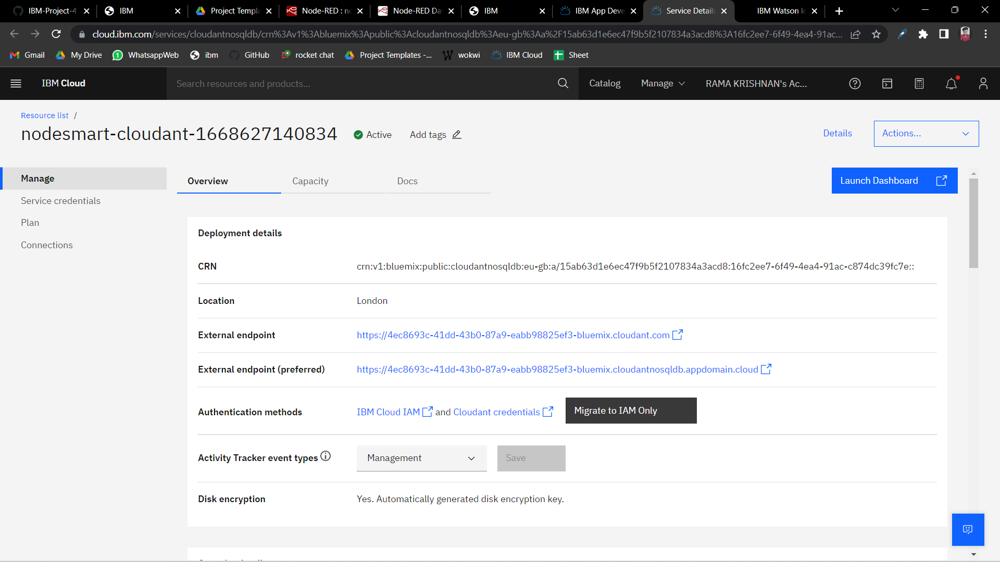 IBM-Project-4
IBM
Project Templa
Node-RED : no
Node-RED Da
IBM
IBM App Deve
Service Details
IBM Watson Io
cloud.ibm.com/services/cloudantnosqldb/crn%3Av1%3Abluemix%3Apublic%3Acloudantnosqldb%3Aeu-gb%3Aa%2F15ab63d1e6ec47f9b5f2107834a3acd8%3A16fc2ee7-6f49-4ea4-91ac...
Gmail
My Drive
WhatsappWeb
ibm
GitHub
rocket chat
Project Templates -...
wokwi
IBM Cloud
Sheet
IBM Cloud
Search resources and products...
Catalog
Manage
RAMA KRISHNAN's Ac...
Resource list /
nodesmart-cloudant-1668627140834
Active
Add tags
Details
Actions...
Manage
Service credentials
Plan
Connections
Overview
Capacity
Docs
Launch Dashboard
Deployment details
CRN
crn:v1:bluemix:public:cloudantnosqldb:eu-gb:a/15ab63d1e6ec47f9b5f2107834a3acd8:16fc2ee7-6f49-4ea4-91ac-c874dc39fc7e::
Location
London
External endpoint
https://4ec8693c-41dd-43b0-87a9-eabb98825ef3-bluemix.cloudant.com
External endpoint (preferred)
https://4ec8693c-41dd-43b0-87a9-eabb98825ef3-bluemix.cloudantnosqldb.appdomain.cloud
Authentication methods
IBM Cloud IAM and Cloudant credentials
Migrate to IAM Only
Activity Tracker event types
Management
Save
Disk encryption
Yes. Automatically generated disk encryption key.